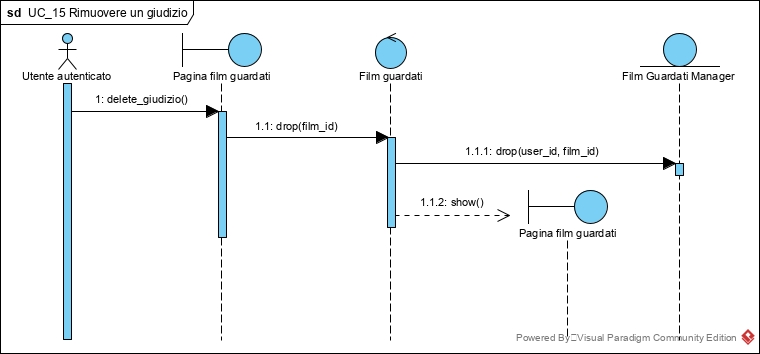 sd UC_15 Rimuovere un giudizio
Utente autenticato
Pagina film guardati
Film guardati
Film Guardati Manager
1: delete_giudizio()
1.1: drop(film_id)
1.1.1: drop(user_id, film_id)
1.1.2: show()
Pagina film guardati
Powered By Visual Paradigm Community Edition